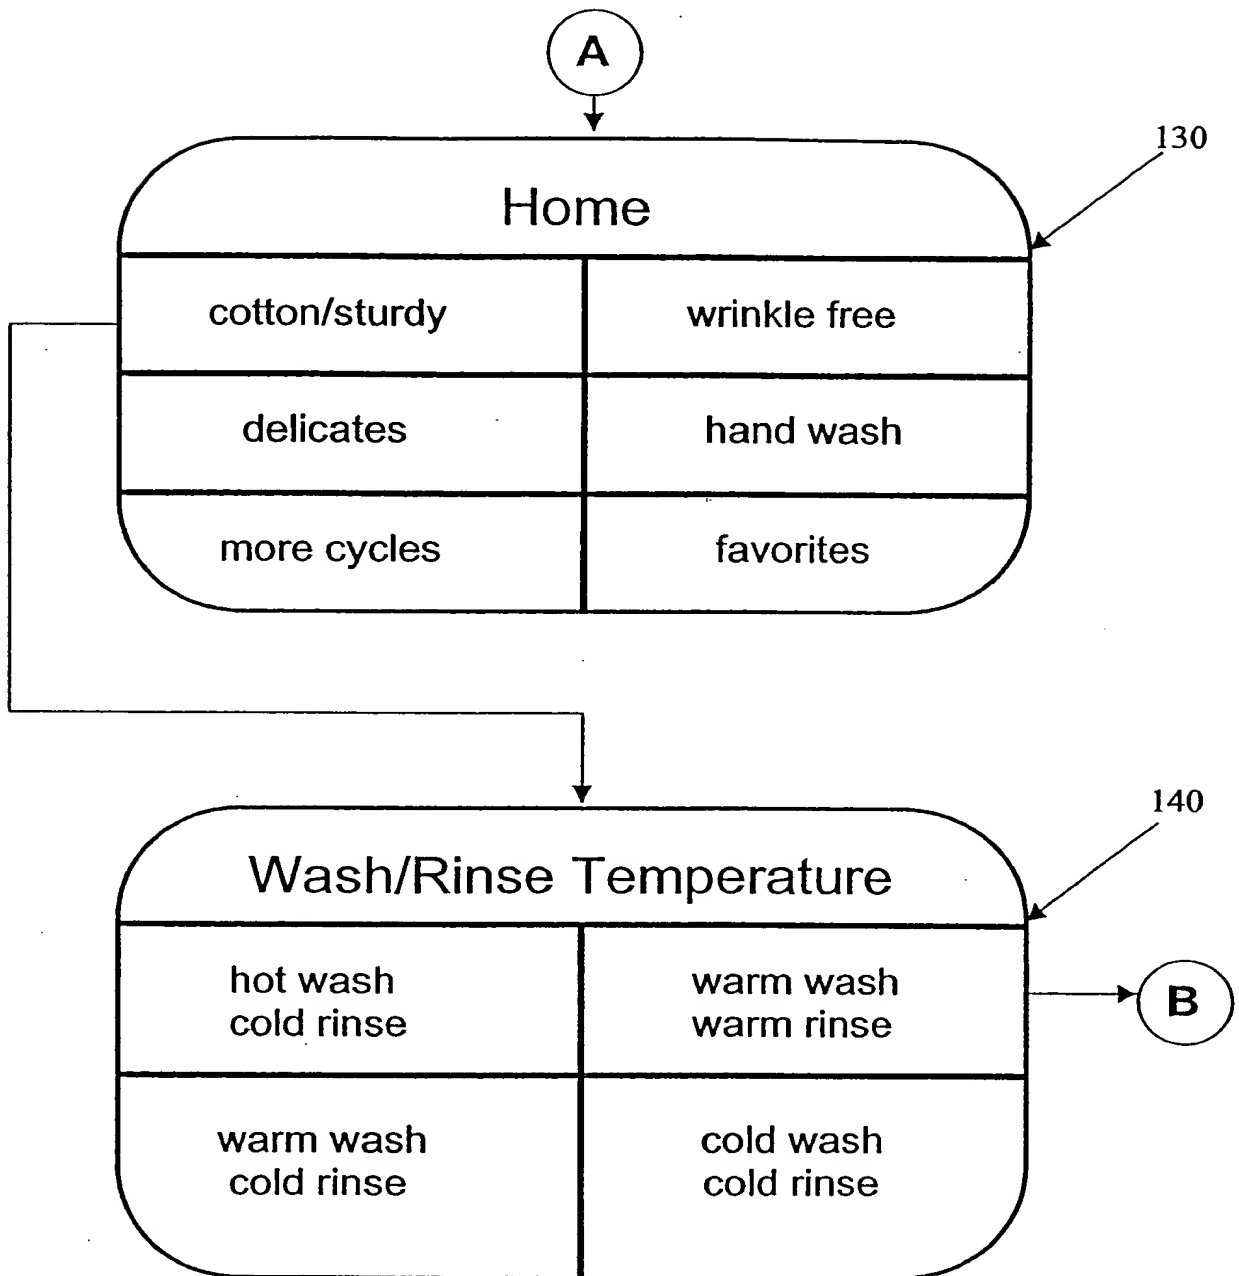 A
130
Home
cotton/sturdy
wrinkle free
delicates
hand wash
more cycles
favorites
140
Wash/Rinse Temperature
hot wash
cold rinse
warm wash
warm rinse
B
warm wash
cold rinse
cold wash
cold rinse